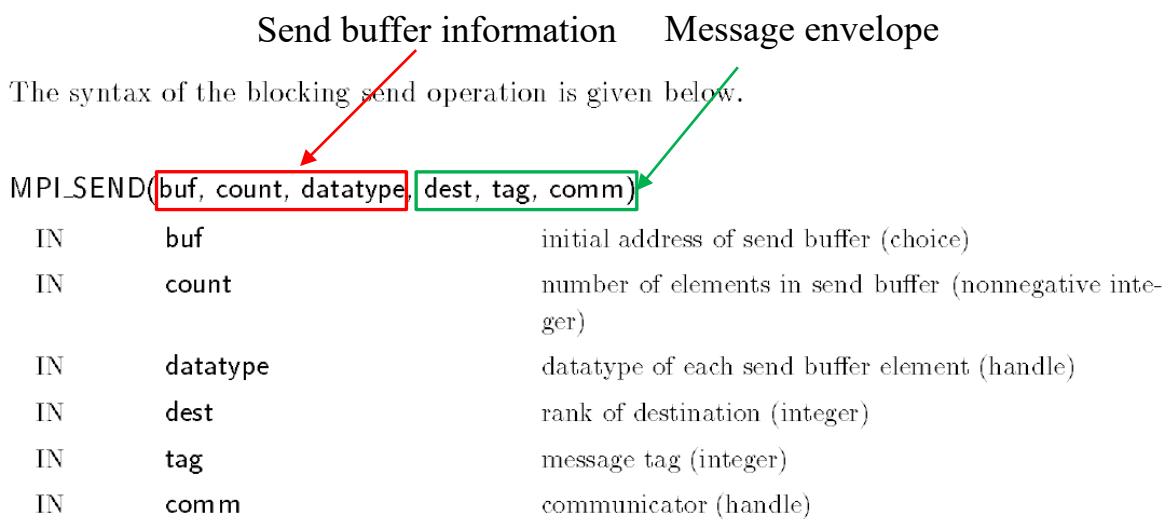 Send buffer information Message envelope
The syntax of the blocking send operation is given below.
MPI_SEND(buf, count, datatype, dest, tag, comm)
IN buf initial address of send buffer (choice)
IN count number of elements in send buffer (nonnegative inte-
ger)
IN datatype datatype of each send buffer element (handle)
IN dest rank of destination (integer)
IN tag message tag (integer)
IN comm communicator (handle)